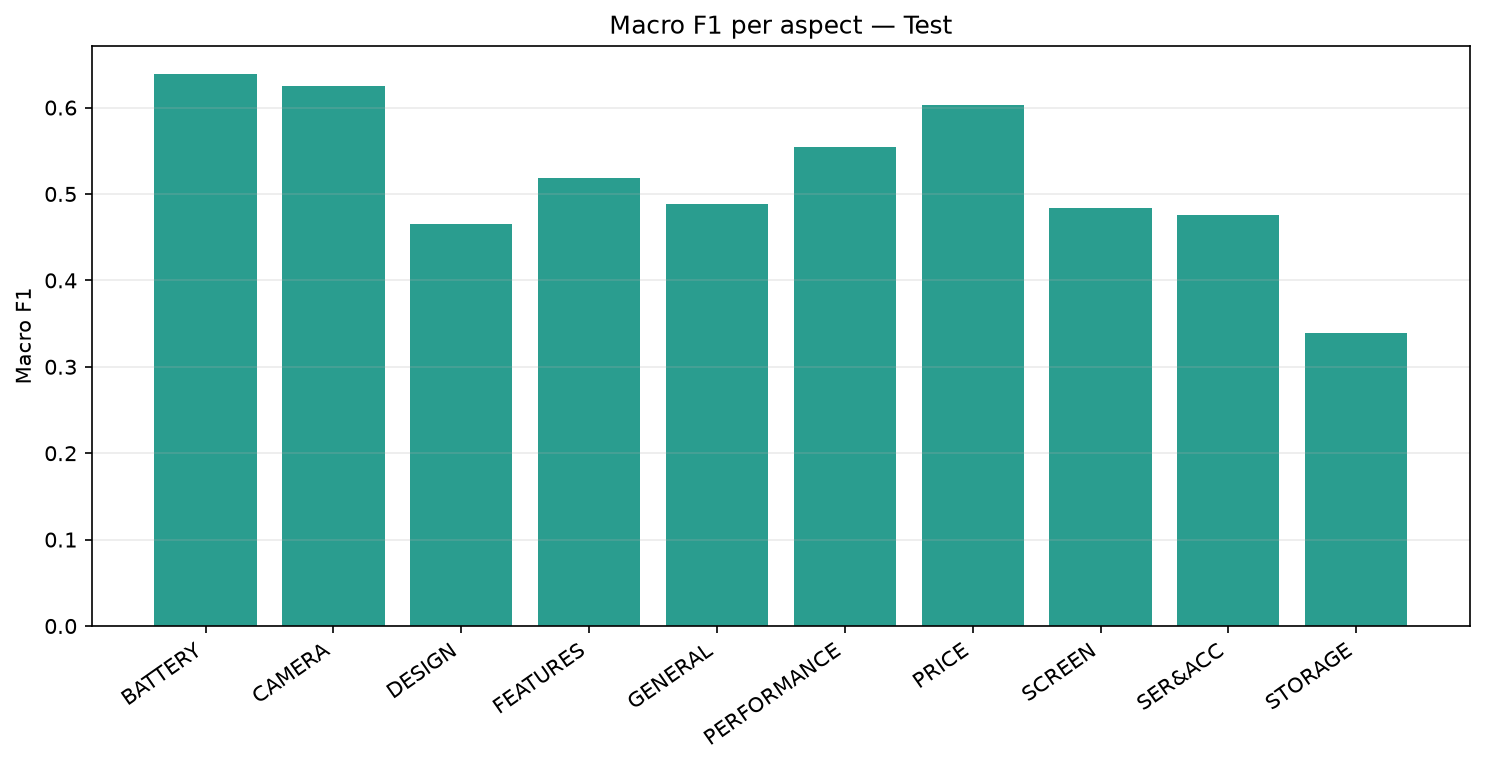 Macro F1 per aspect — Test
Macro F1
0.6
0.5
0.4
0.3
0.2
0.1
0.0
BATTERY
CAMERA
DESIGN
FEATURES
GENERAL
PERFORMANCE
PRICE
SCREEN
SER&ACC
STORAGE